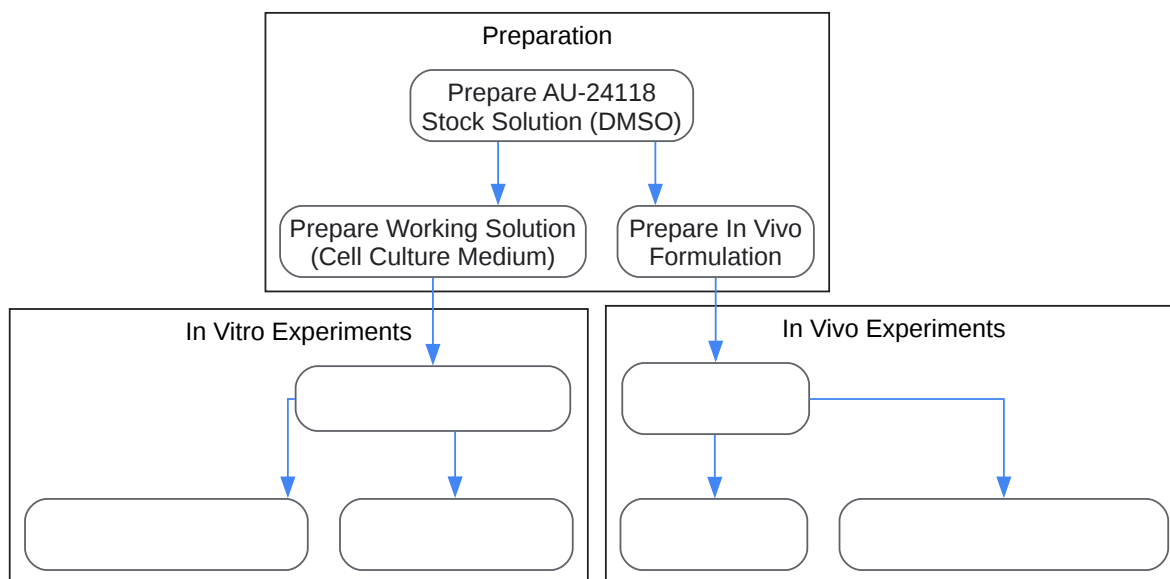 Preparation
Prepare AU-24118
Stock Solution (DMSO)
Prepare Working Solution
(Cell Culture Medium)
Prepare In Vivo
Formulation
In Vitro Experiments
In Vivo Experiments